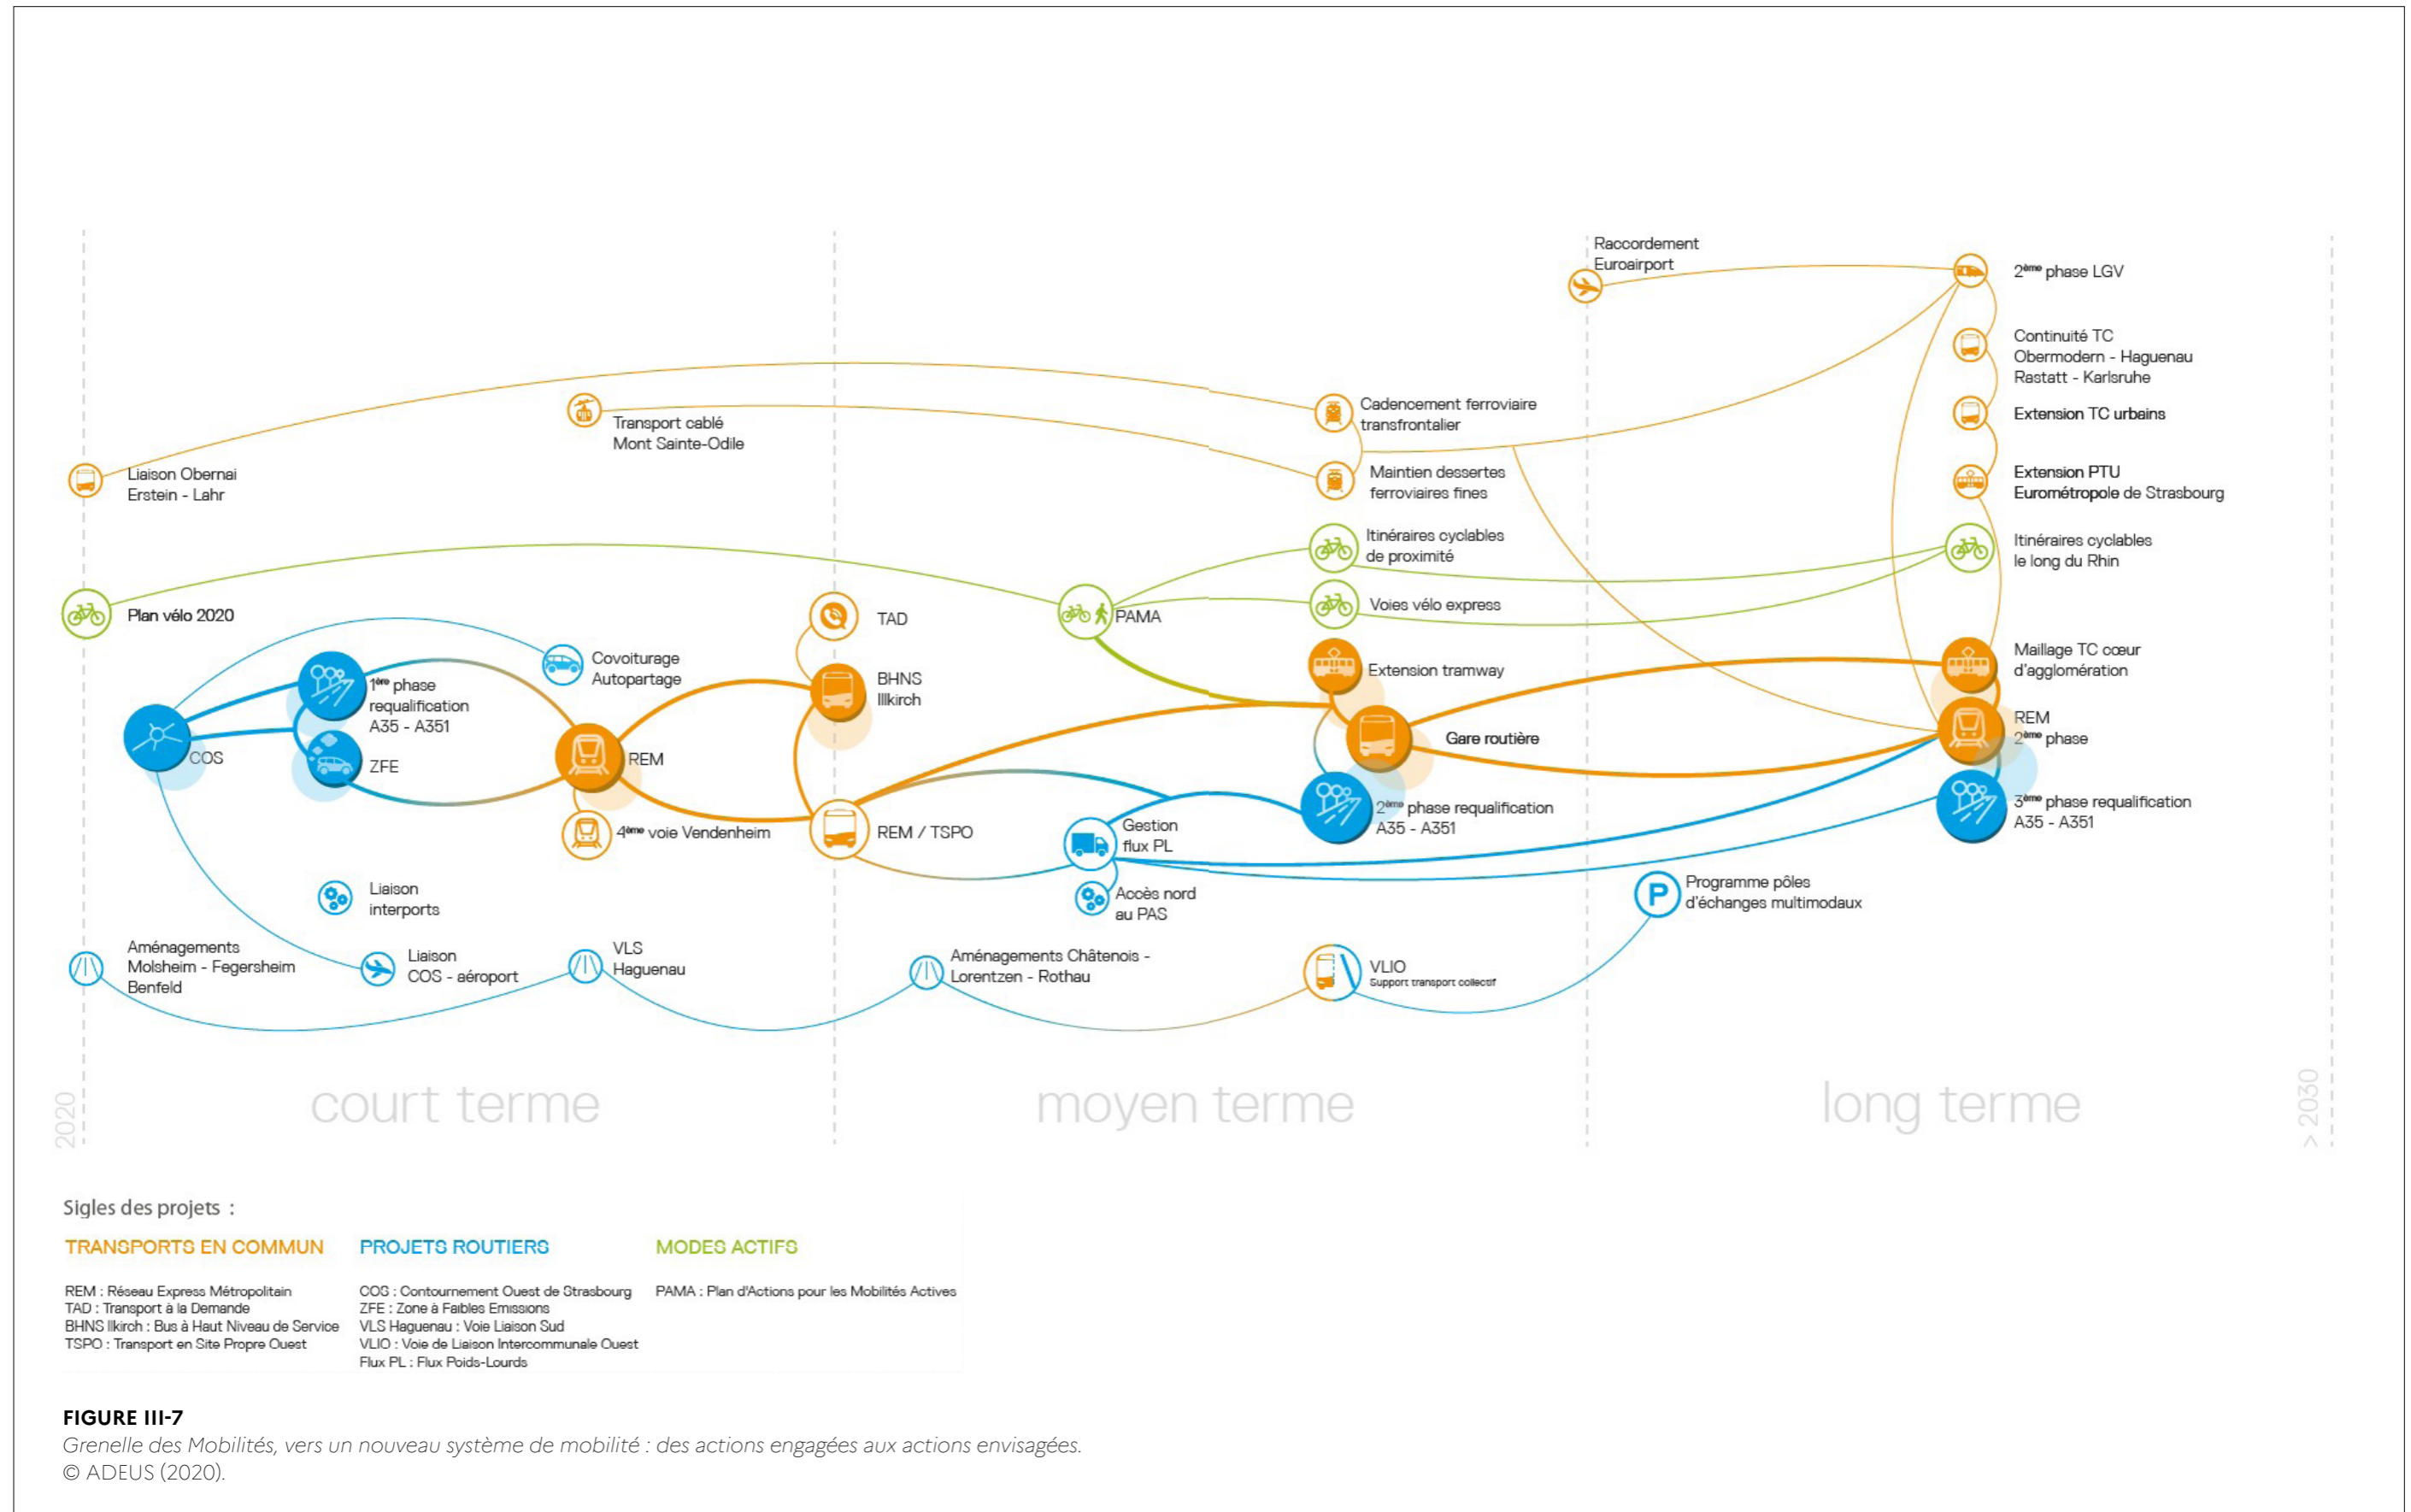 Raccordement
Euroairport
2ème phase LGV
Continuité TC
Obermodern - Haguenau
Rastatt - Karlsruhe
Cadencement ferroviaire
transfrontalier
Transport cablé
Mont Sainte-Odile
Extension TC urbains
Liaison Obernai
Erstein - Lahr
Maintien dessertes
ferroviaires fines
Extension PTU
Eurométropole de Strasbourg
Itinéraires cyclables
de proximité
Itinéraires cyclables
le long du Rhin
Plan vélo 2020
TAD
PAMA
Voies vélo express
Covoiturage
Autopartage
1ère phase
requalification
A35 - A351
BHNS
Illkirch
Extension tramway
Maillage TC cœur
d'agglomération
COS
ZFE
REM
Gare routière
REM
2ème phase
4ème voie Vendenheim
REM / TSPO
Gestion
flux PL
2ème phase requalification
A35 - A351
3ème phase requalification
A35 - A351
Liaison
interports
Accès nord
au PAS
P
Programme pôles
d'échanges multimodaux
Aménagements
Molsheim - Fegersheim
Benfeld
Liaison
COS - aéroport
VLS
Haguenau
Aménagements Châtenois -
Lorentzen - Rothau
VLIO
Support transport collectif
2020
court terme
moyen terme
long terme
> 2030
Sigles des projets :
TRANSPORTS EN COMMUN
REM : Réseau Express Métropolitain
TAD : Transport à la Demande
BHNS Ilkirch : Bus à Haut Niveau de Service
TSPO : Transport en Site Propre Ouest
PROJETS ROUTIERS
COS : Contournement Ouest de Strasbourg
ZFE : Zone à Faibles Emissions
VLS Haguenau : Voie Liaison Sud
VLIO : Voie de Liaison Intercommunale Ouest
Flux PL : Flux Poids-Lourds
MODES ACTIFS
PAMA : Plan d'Actions pour les Mobilités Actives
FIGURE III-7
Grenelle des Mobilités, vers un nouveau système de mobilité : des actions engagées aux actions envisagées.
© ADEUS (2020).